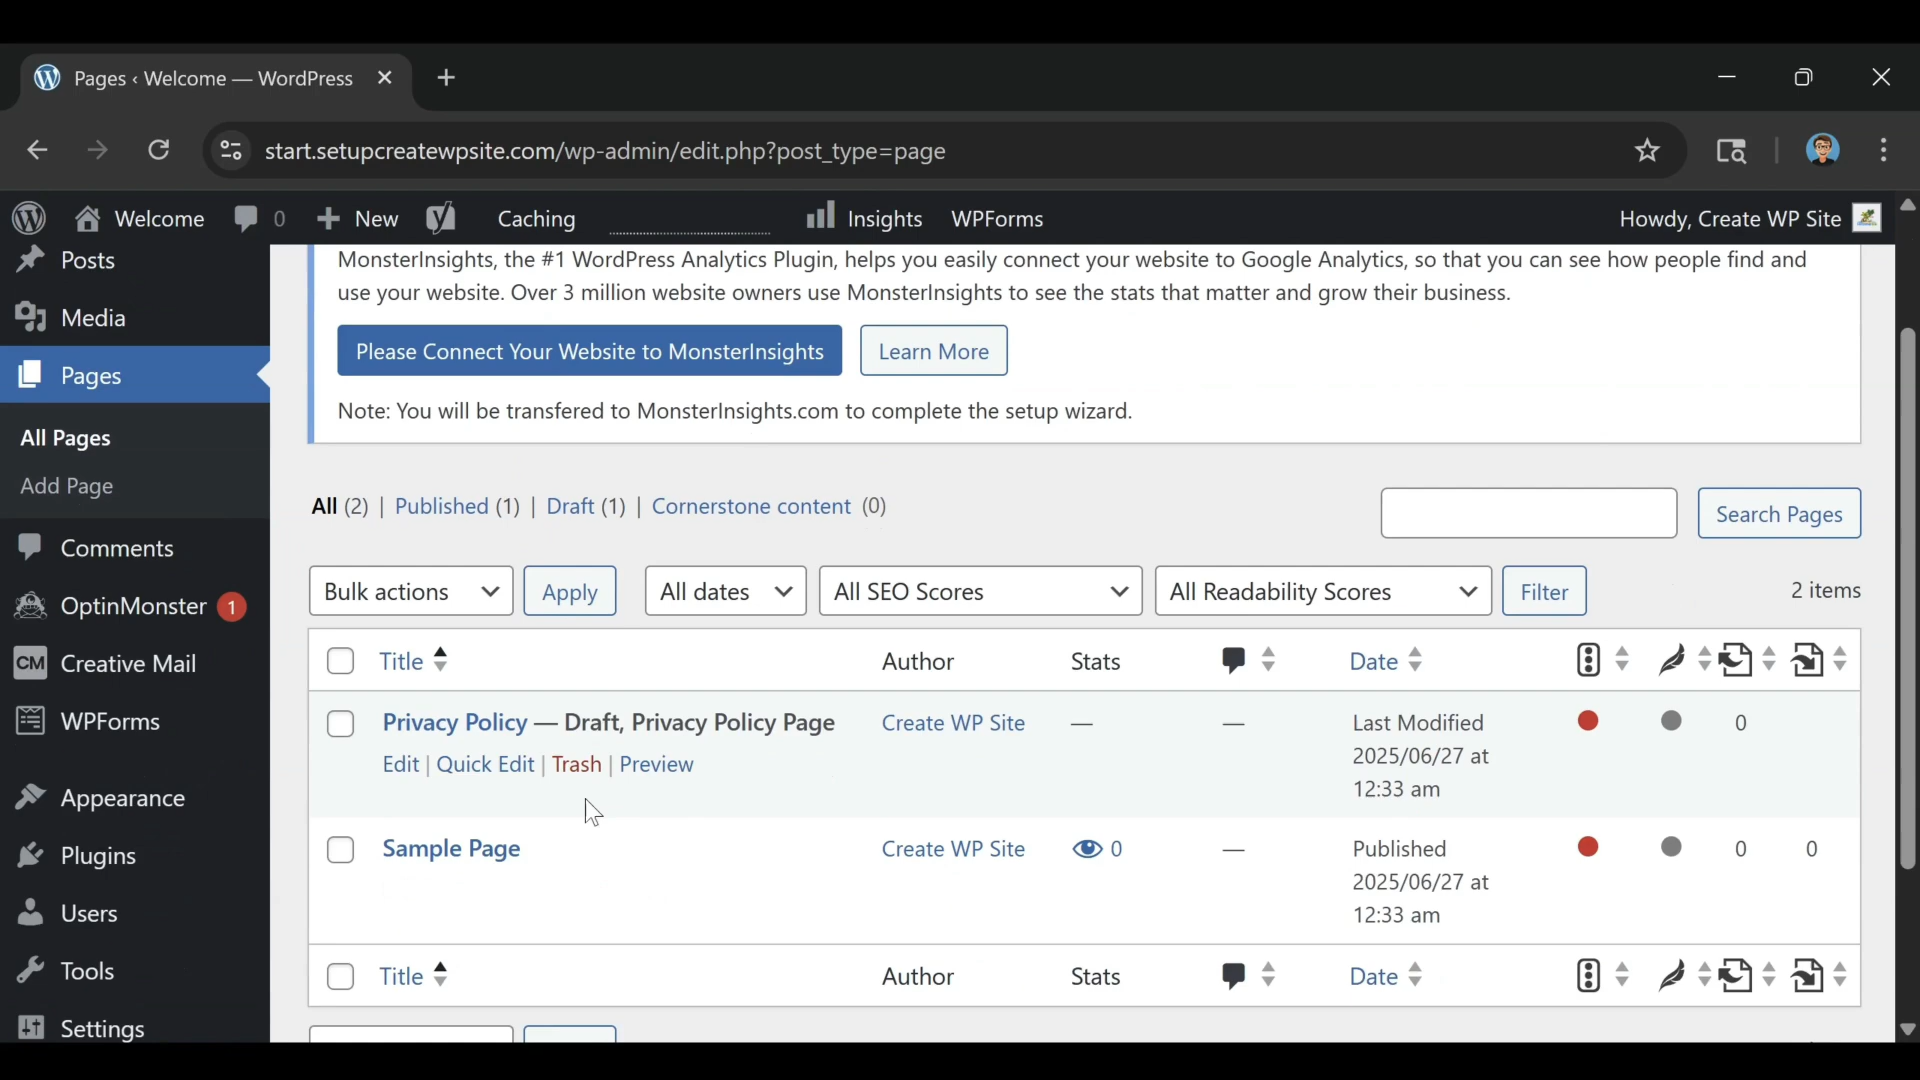 Pages ‹ Welcome — WordPress
start.setupcreatewpsite.com/wp-admin/edit.php?post_type=page
Welcome 0 New Caching Insights WPForms Howdy, Create WP Site
Posts
Media
Pages
All Pages
Add Page
Comments
OptinMonster 1
CM Creative Mail
WPForms
Appearance
Plugins
Users
Tools
Settings
MonsterInsights, the #1 WordPress Analytics Plugin, helps you easily connect your website to Google Analytics, so that you can see how people find and
use your website. Over 3 million website owners use MonsterInsights to see the stats that matter and grow their business.
Please Connect Your Website to MonsterInsights Learn More
Note: You will be transfered to MonsterInsights.com to complete the setup wizard.
All (2) | Published (1) | Draft (1) | Cornerstone content (0) Search Pages
Bulk actions Apply All dates All SEO Scores All Readability Scores Filter 2 items
Title Author Stats Date
Privacy Policy — Draft, Privacy Policy Page Create WP Site — — Last Modified 0
Edit | Quick Edit | Trash | Preview 2025/06/27 at
12:33 am
Sample Page Create WP Site 0 — Published 0 0
2025/06/27 at
12:33 am
Title Author Stats Date